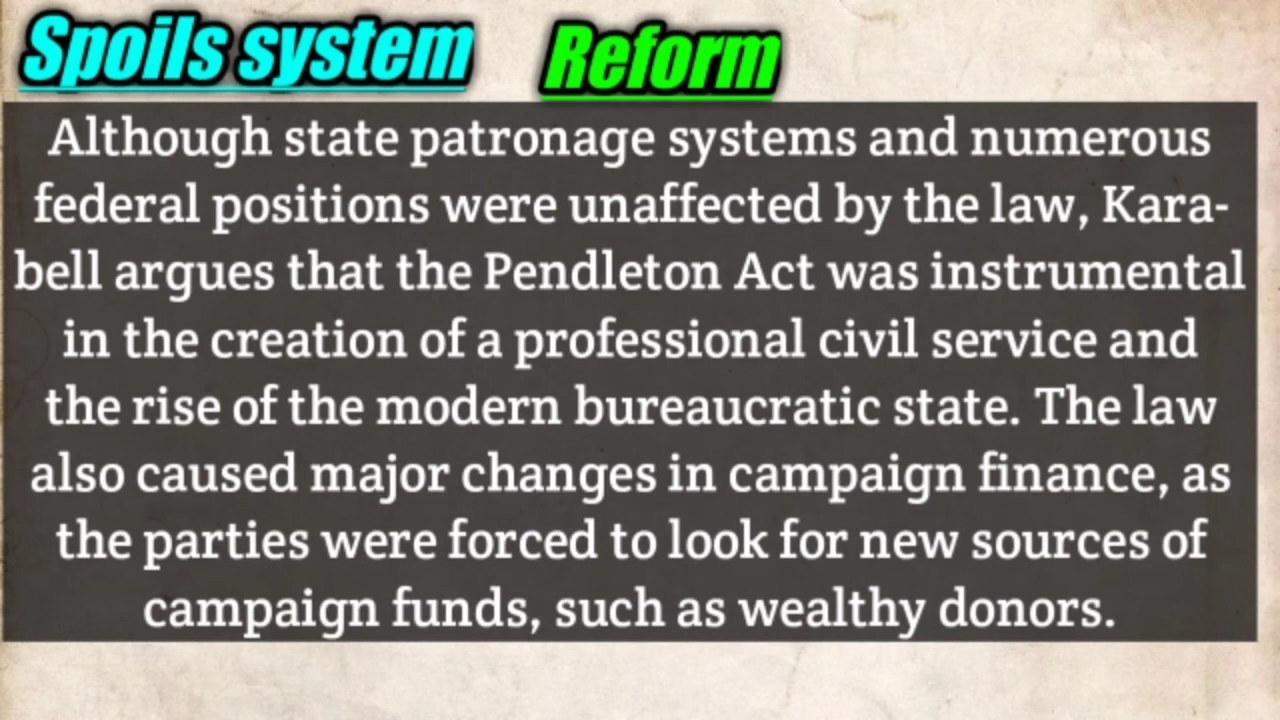 Spoils system Reform
Although state patronage systems and numerous
federal positions were unaffected by the law, Kara-
bell argues that the Pendleton Act was instrumental
in the creation of a professional civil service and
the rise of the modern bureaucratic state. The law
also caused major changes in campaign finance, as
the parties were forced to look for new sources of
campaign funds, such as wealthy donors.